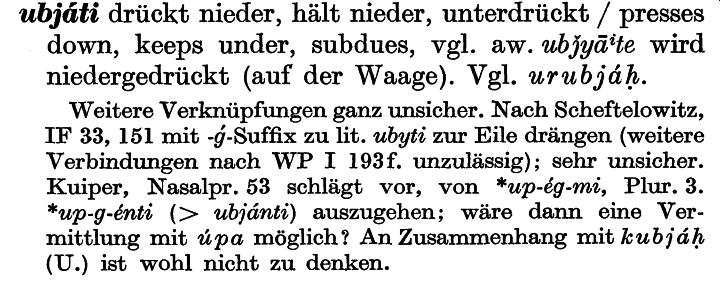 ubjáti drückt nieder, hält nieder, unterdrückt / presses
down, keeps under, subdues, vgl. aw. ubǰyāⁱte wird
niedergedrückt (auf der Waage). Vgl. urubjáḥ.
Weitere Verknüpfungen ganz unsicher. Nach Scheftelowitz,
IF 33, 151 mit -ǵ-Suffix zu lit. ubyti zur Eile drängen (weitere
Verbindungen nach WP I 193f. unzulässig); sehr unsicher.
Kuiper, Nasalpr. 53 schlägt vor, von *up-ég-mi, Plur. 3.
*up-g-énti (> ubjánti) auszugehen; wäre dann eine Ver-
mittlung mit úpa möglich? An Zusammenhang mit kubjáḥ
(U.) ist wohl nicht zu denken.